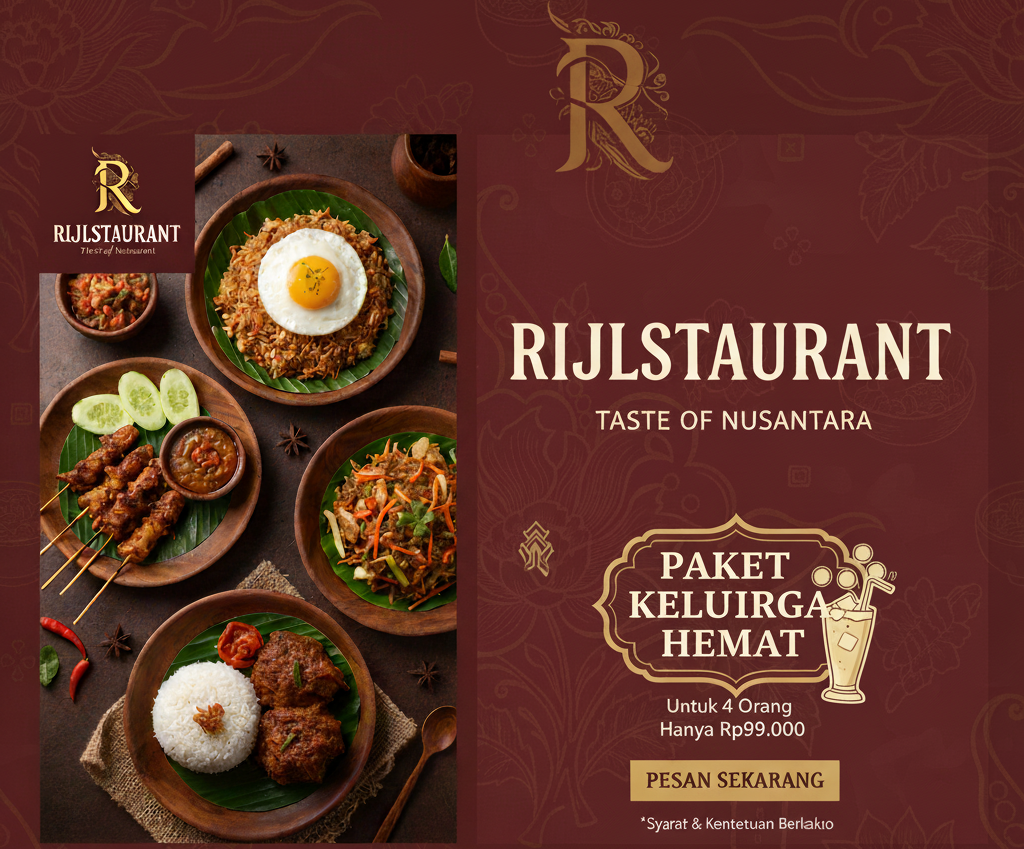 R
R
RIJLSTAURANT
RIJLSTAURANT
TASTE OF NUSANTARA
PAKET
KELUIRGA
HEMAT
Untuk 4 Orang
Hanya Rp99.000
PESAN SEKARANG
*Syarat & Kentetuan Berlakıo